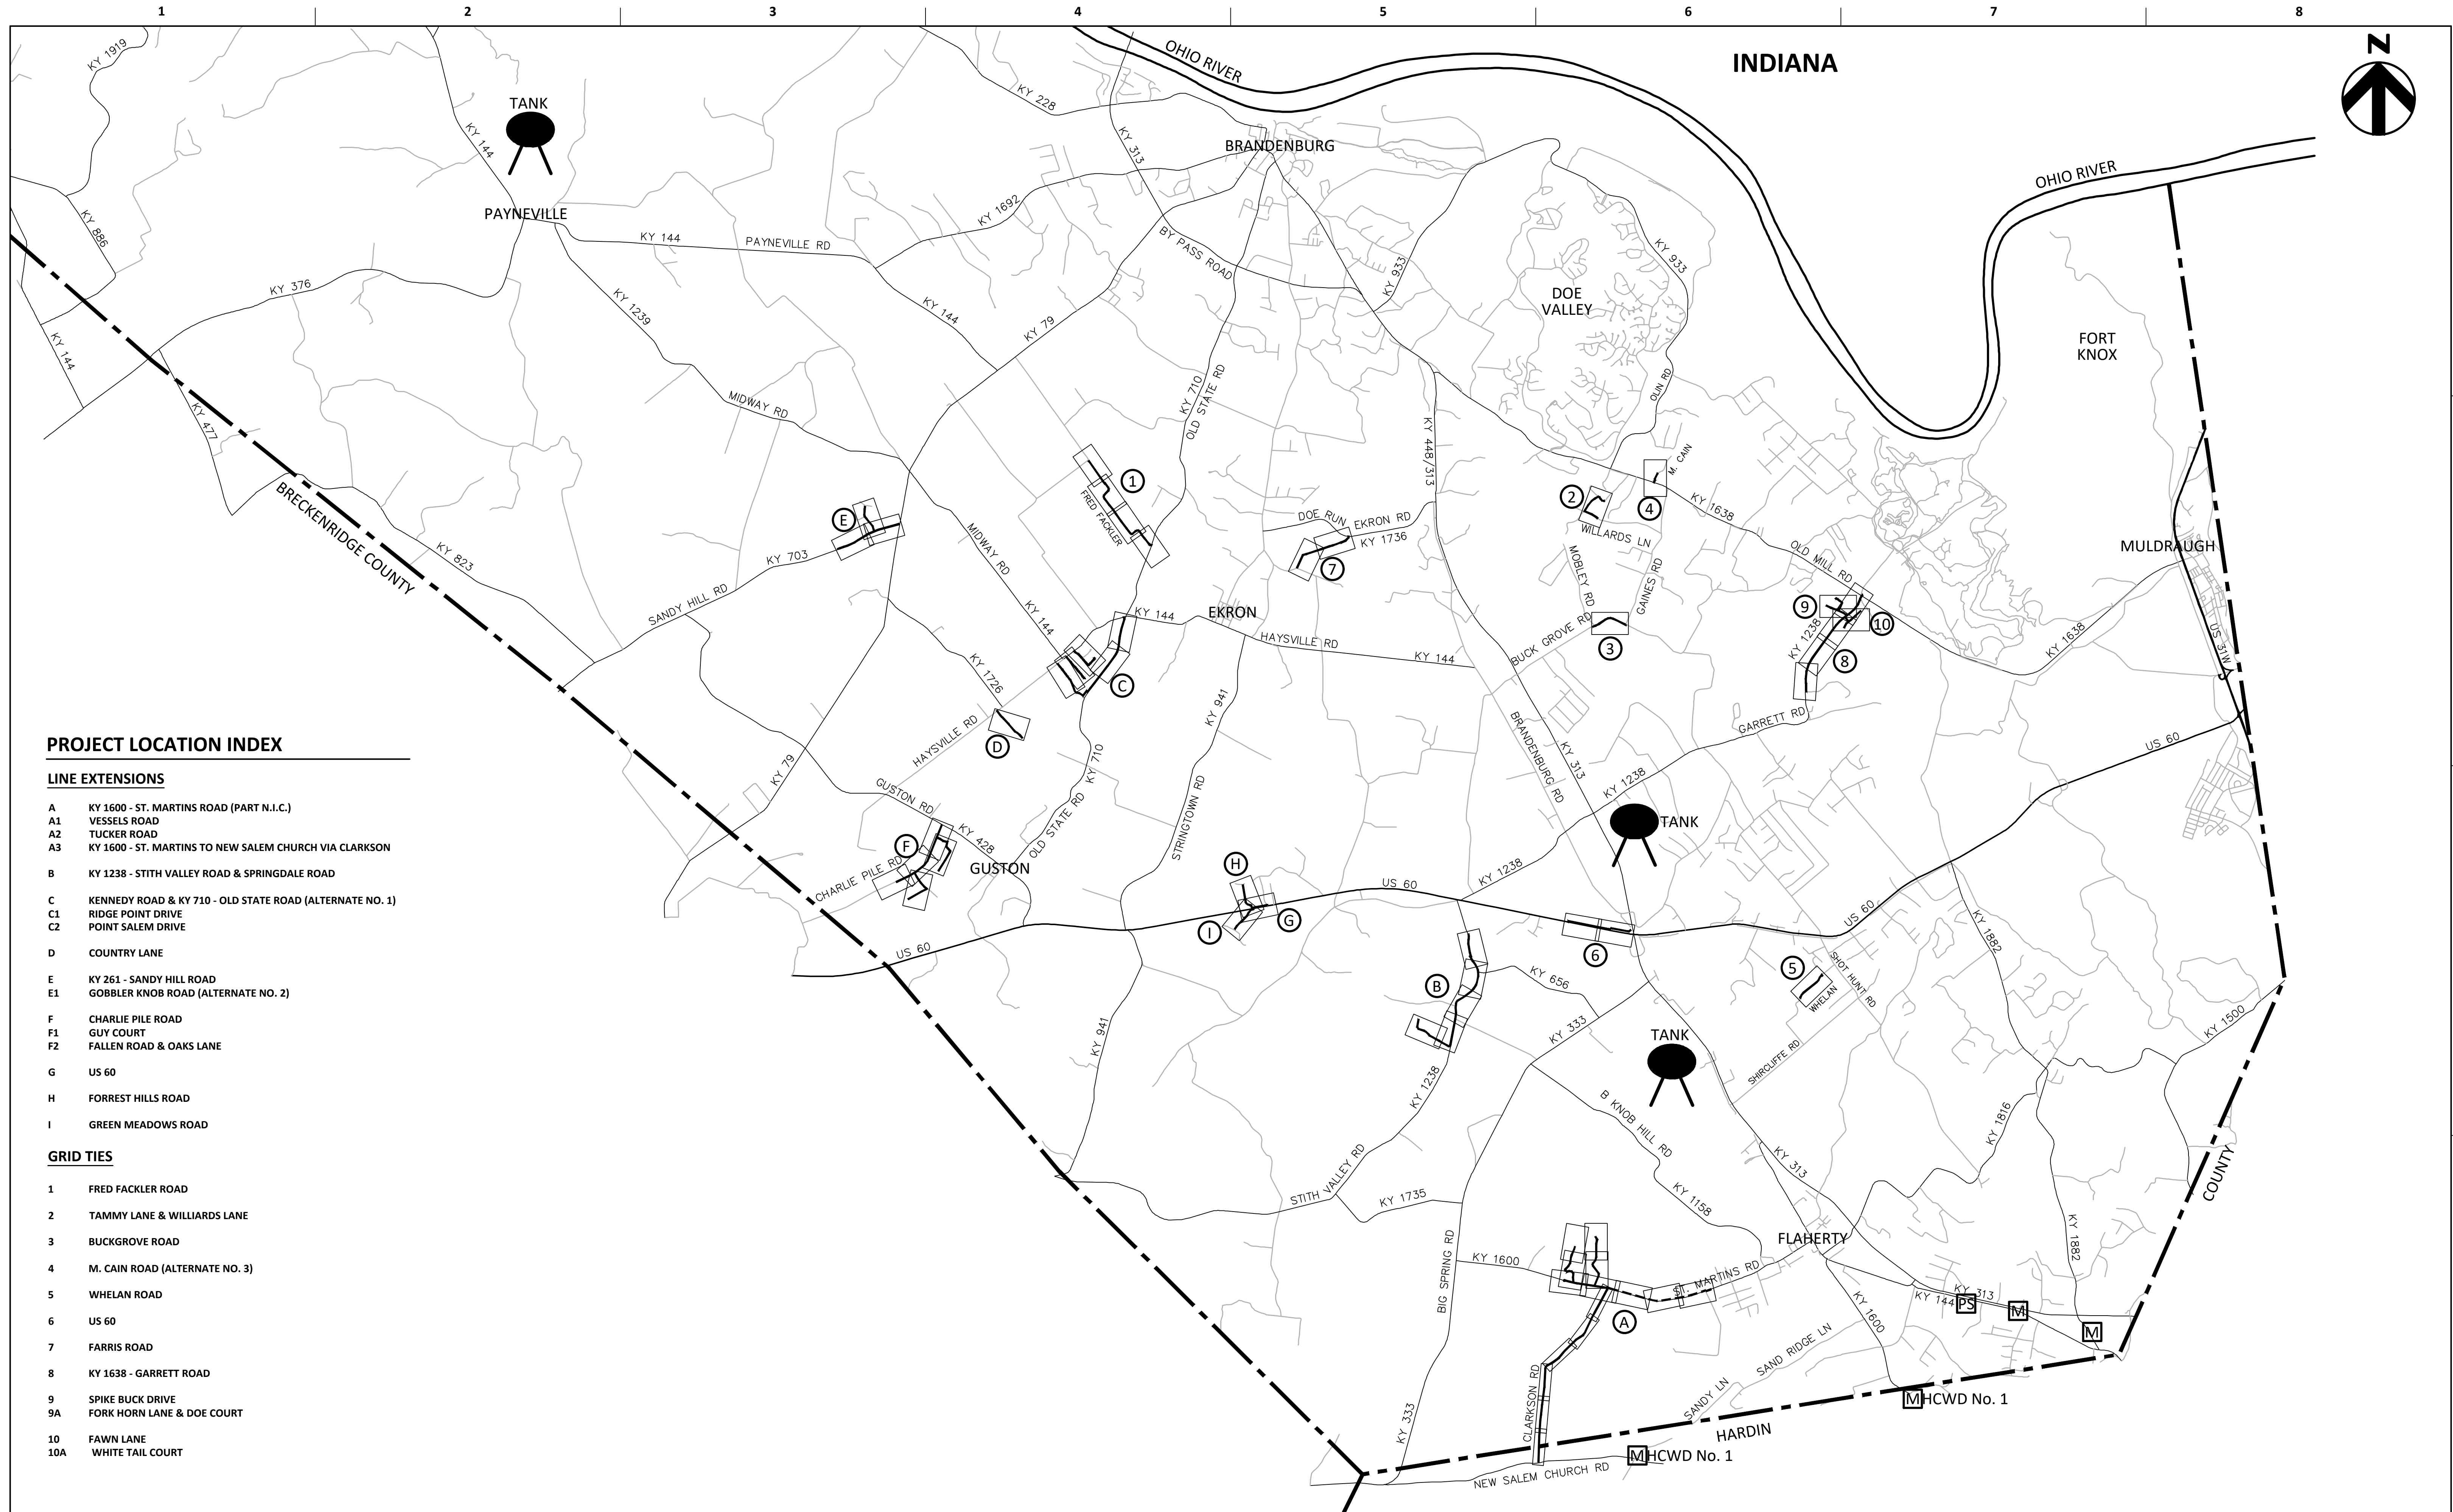 1 2 3 4 5 6 7 8
KY 1919
OHIO RIVER
INDIANA
N
TANK
KY 228
KY 144
KY 313
BRANDENBURG
OHIO RIVER
PAYNEVILLE
KY 886
KY 1692
KY 144
PAYNEVILLE RD
BY PASS ROAD
KY 933
KY 933
KY 376
KY 1239
KY 144
KY 79
DOE
VALLEY
FORT
KNOX
KY 144
MIDWAY RD
KY 477
KY 710
OLD STATE RD
OLIN RD
KY 448/313
BRECKENRIDGE COUNTY
1
FRED FACKLER
M. CAIN
2
4
KY 1638
E
MIDWAY RD
DOE RUN
EKRON RD
KY 1736
WILLARDS LN
KY 823
KY 703
7
MOBLEY RD
GAINES RD
OLD MILL RD
MULDRAUGH
SANDY HILL RD
KY 144
KY 144
EKRON
9
10
HAYSVILLE RD
KY 144
BUCK GROVE RD
3
KY 1238
8
KY 1638
US 31W
KY 1726
C
KY 941
HAYSVILLE RD
D
BRANDENBURG RD
KY 313
GARRETT RD
US 60
KY 79
KY 710
GUSTON RD
STRINGTOWN RD
KY 1238
TANK
OLD STATE RD
F
KY 428
CHARLIE PILE RD
GUSTON
H
US 60
KY 1238
G
I
US 60
6
US 60
KY 1882
SHOT HUNT RD
5
WHELAN
B
KY 656
KY 333
KY 941
TANK
KY 1500
SHIRCLIFFE RD
KY 1238
B KNOB HILL RD
KY 1816
STITH VALLEY RD
KY 1735
KY 313
KY 1158
COUNTY
FLAHERTY
KY 1882
BIG SPRING RD
KY 1600
ST. MARTINS RD
A
KY 313
KY 144
PS
M
M
KY 1600
SAND RIDGE LN
CLARKSON RD
SANDY LN
M HCWD No. 1
KY 333
HARDIN
M HCWD No. 1
NEW SALEM CHURCH RD
PROJECT LOCATION INDEX
LINE EXTENSIONS
A KY 1600 - ST. MARTINS ROAD (PART N.I.C.)
A1 VESSELS ROAD
A2 TUCKER ROAD
A3 KY 1600 - ST. MARTINS TO NEW SALEM CHURCH VIA CLARKSON
B KY 1238 - STITH VALLEY ROAD & SPRINGDALE ROAD
C KENNEDY ROAD & KY 710 - OLD STATE ROAD (ALTERNATE NO. 1)
C1 RIDGE POINT DRIVE
C2 POINT SALEM DRIVE
D COUNTRY LANE
E KY 261 - SANDY HILL ROAD
E1 GOBBLER KNOB ROAD (ALTERNATE NO. 2)
F CHARLIE PILE ROAD
F1 GUY COURT
F2 FALLEN ROAD & OAKS LANE
G US 60
H FORREST HILLS ROAD
I GREEN MEADOWS ROAD
GRID TIES
1 FRED FACKLER ROAD
2 TAMMY LANE & WILLIARDS LANE
3 BUCKGROVE ROAD
4 M. CAIN ROAD (ALTERNATE NO. 3)
5 WHELAN ROAD
6 US 60
7 FARRIS ROAD
8 KY 1638 - GARRETT ROAD
9 SPIKE BUCK DRIVE
9A FORK HORN LANE & DOE COURT
10 FAWN LANE
10A WHITE TAIL COURT